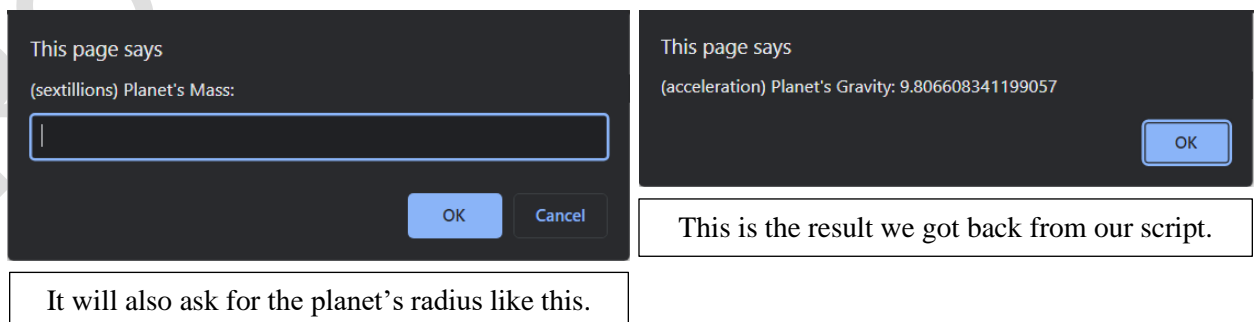 This page says
(sextillions) Planet's Mass:
OK
Cancel
It will also ask for the planet’s radius like this.
This page says
(acceleration) Planet's Gravity: 9.806608341199057
OK
This is the result we got back from our script.